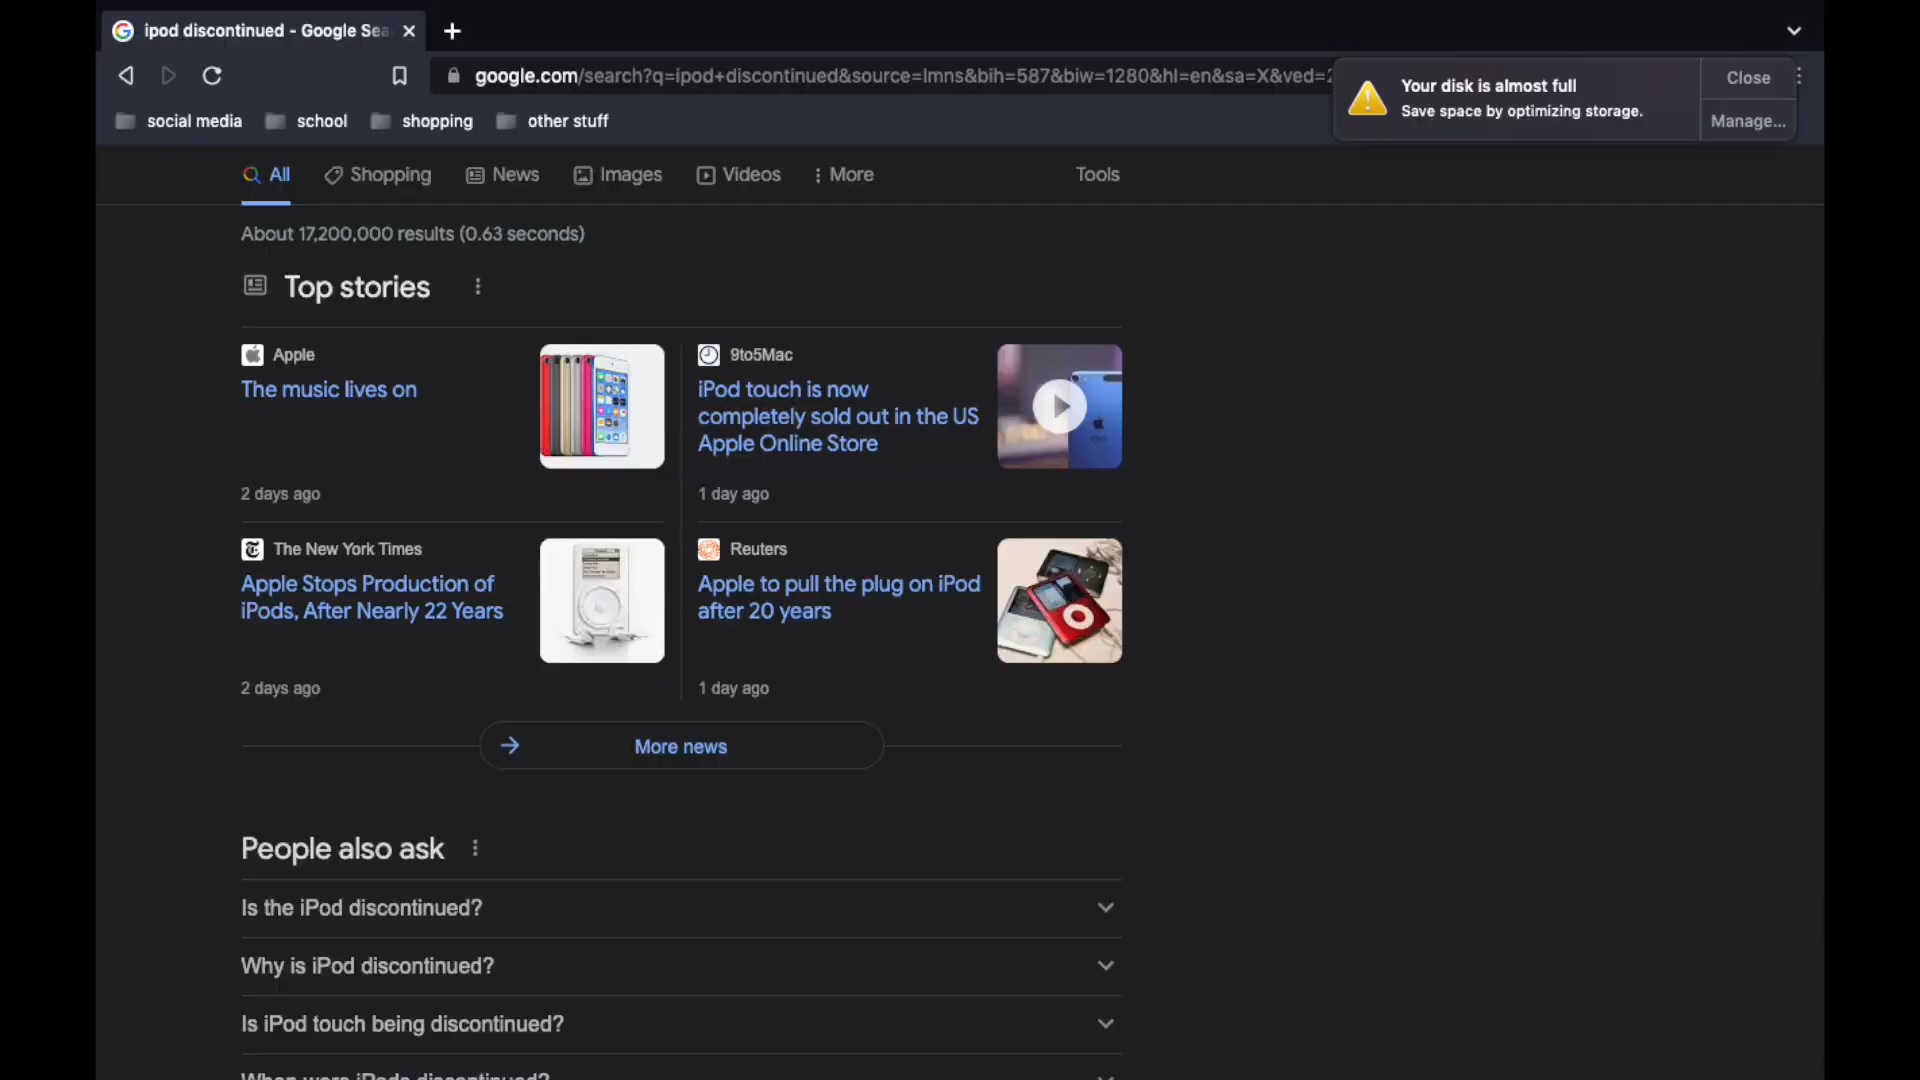 ipod discontinued - Google Sea
google.com/search?q=ipod+discontinued&source=lmns&bih=587&biw=1280&hl=en&sa=X&ved=2
Your disk is almost full
Save space by optimizing storage.
Close
Manage...
social media
school
shopping
other stuff
All
Shopping
News
Images
Videos
More
Tools
About 17,200,000 results (0.63 seconds)
Top stories
Apple
The music lives on
2 days ago
9to5Mac
iPod touch is now
completely sold out in the US
Apple Online Store
1 day ago
The New York Times
Apple Stops Production of
iPods, After Nearly 22 Years
2 days ago
Reuters
Apple to pull the plug on iPod
after 20 years
1 day ago
More news
People also ask
Is the iPod discontinued?
Why is iPod discontinued?
Is iPod touch being discontinued?
When were iPods discontinued?